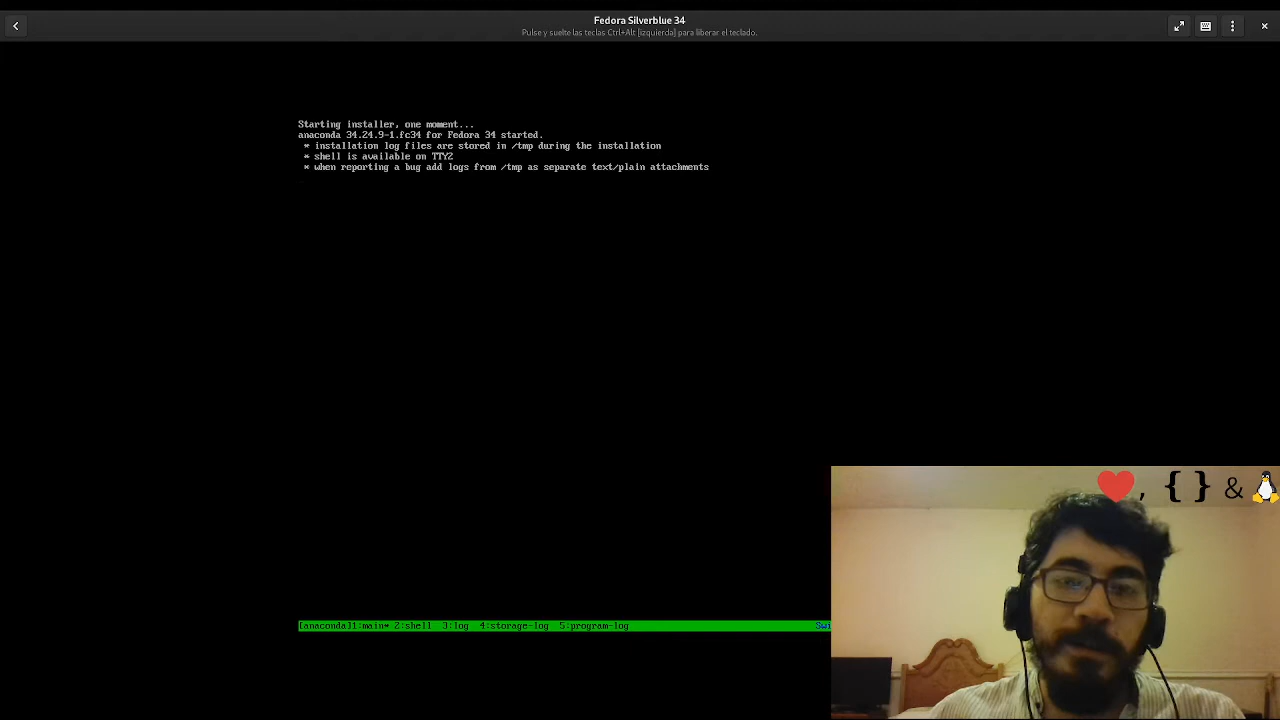 Fedora Silverblue 34
Pulse y suelte las teclas Ctrl+Alt [izquierda] para liberar el teclado.
Starting installer, one moment...
anaconda 34.24.9-1.fc34 for Fedora 34 started.
* installation log files are stored in /tmp during the installation
* shell is available on TTY2
* when reporting a bug add logs from /tmp as separate text/plain attachments
, { } &
[anaconda]1:main* 2:shell 3:log 4:storage-log 5:program-log Swi